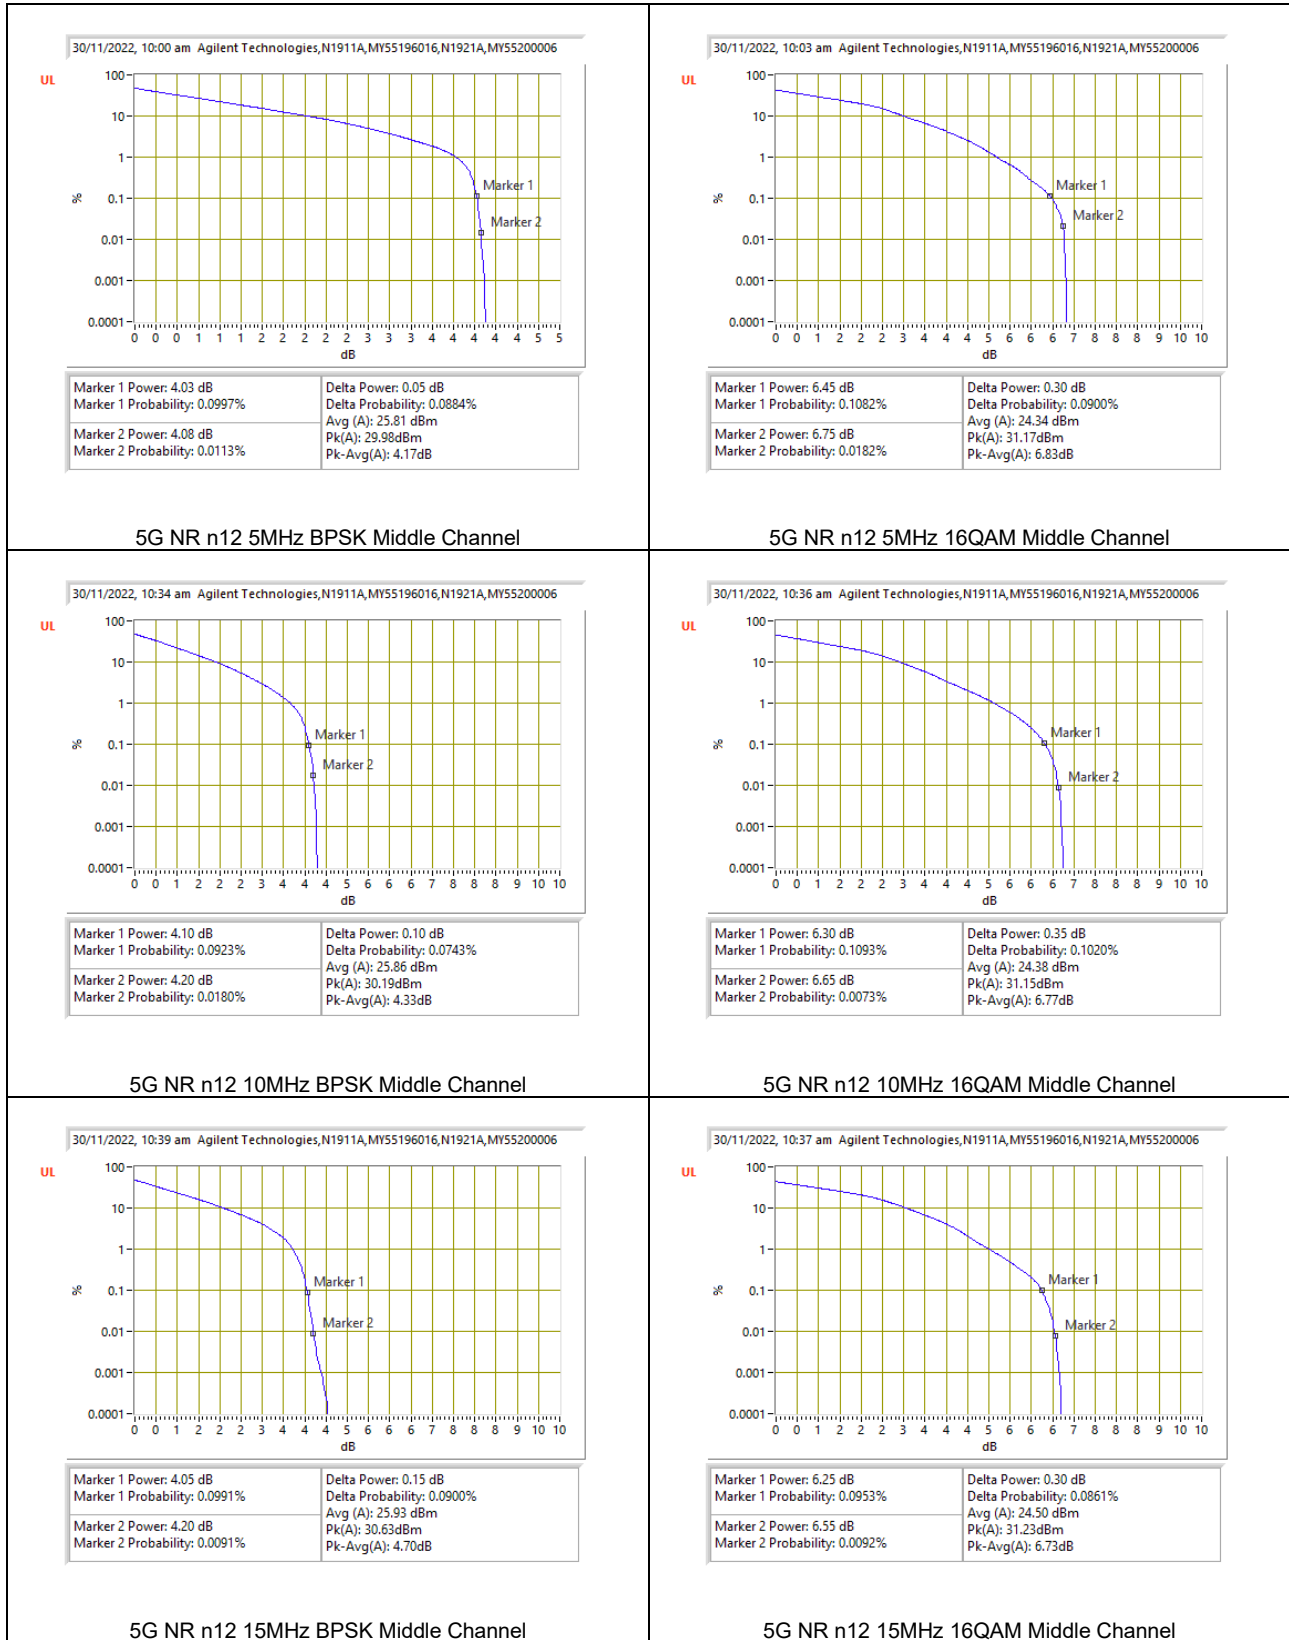 30/11/2022, 10:00 am Agilent Technologies,N1911A,MY55196016,N1921A,MY55200006
UL
100
10
1
0.1
0.01
0.001
0.0001
%
Marker 1
Marker 2
0 0 0 1 1 1 1 2 2 2 2 2 3 3 4 4 4 4 4 5 5
dB
Marker 1 Power: 4.03 dB
Marker 1 Probability: 0.0997%
Marker 2 Power: 4.08 dB
Marker 2 Probability: 0.0113%
Delta Power: 0.05 dB
Delta Probability: 0.0884%
Avg (A): 25.81 dBm
Pk(A): 29.98dBm
Pk-Avg(A): 4.17dB
5G NR n12 5MHz BPSK Middle Channel
30/11/2022, 10:03 am Agilent Technologies,N1911A,MY55196016,N1921A,MY55200006
UL
100
10
1
0.1
0.01
0.001
0.0001
%
Marker 1
Marker 2
0 0 1 2 2 2 3 4 4 4 5 6 6 6 7 8 8 8 9 10 10
dB
Marker 1 Power: 6.45 dB
Marker 1 Probability: 0.1082%
Marker 2 Power: 6.75 dB
Marker 2 Probability: 0.0182%
Delta Power: 0.30 dB
Delta Probability: 0.0900%
Avg (A): 24.34 dBm
Pk(A): 31.17dBm
Pk-Avg(A): 6.83dB
5G NR n12 5MHz 16QAM Middle Channel
30/11/2022, 10:34 am Agilent Technologies,N1911A,MY55196016,N1921A,MY55200006
UL
100
10
1
0.1
0.01
0.001
0.0001
%
Marker 1
Marker 2
0 0 1 2 2 2 3 4 4 4 5 6 6 6 7 8 8 8 9 10 10
dB
Marker 1 Power: 4.10 dB
Marker 1 Probability: 0.0923%
Marker 2 Power: 4.20 dB
Marker 2 Probability: 0.0180%
Delta Power: 0.10 dB
Delta Probability: 0.0743%
Avg (A): 25.86 dBm
Pk(A): 30.19dBm
Pk-Avg(A): 4.33dB
5G NR n12 10MHz BPSK Middle Channel
30/11/2022, 10:36 am Agilent Technologies,N1911A,MY55196016,N1921A,MY55200006
UL
100
10
1
0.1
0.01
0.001
0.0001
%
Marker 1
Marker 2
0 0 1 2 2 2 3 4 4 4 5 6 6 6 7 8 8 8 9 10 10
dB
Marker 1 Power: 6.30 dB
Marker 1 Probability: 0.1093%
Marker 2 Power: 6.65 dB
Marker 2 Probability: 0.0073%
Delta Power: 0.35 dB
Delta Probability: 0.1020%
Avg (A): 24.38 dBm
Pk(A): 31.15dBm
Pk-Avg(A): 6.77dB
5G NR n12 10MHz 16QAM Middle Channel
30/11/2022, 10:39 am Agilent Technologies,N1911A,MY55196016,N1921A,MY55200006
UL
100
10
1
0.1
0.01
0.001
0.0001
%
Marker 1
Marker 2
0 0 1 2 2 2 3 4 4 4 5 6 6 6 7 8 8 8 9 10 10
dB
Marker 1 Power: 4.05 dB
Marker 1 Probability: 0.0991%
Marker 2 Power: 4.20 dB
Marker 2 Probability: 0.0091%
Delta Power: 0.15 dB
Delta Probability: 0.0900%
Avg (A): 25.93 dBm
Pk(A): 30.63dBm
Pk-Avg(A): 4.70dB
5G NR n12 15MHz BPSK Middle Channel
30/11/2022, 10:37 am Agilent Technologies,N1911A,MY55196016,N1921A,MY55200006
UL
100
10
1
0.1
0.01
0.001
0.0001
%
Marker 1
Marker 2
0 0 1 2 2 2 3 4 4 4 5 6 6 6 7 8 8 8 9 10 10
dB
Marker 1 Power: 6.25 dB
Marker 1 Probability: 0.0953%
Marker 2 Power: 6.55 dB
Marker 2 Probability: 0.0092%
Delta Power: 0.30 dB
Delta Probability: 0.0861%
Avg (A): 24.50 dBm
Pk(A): 31.23dBm
Pk-Avg(A): 6.73dB
5G NR n12 15MHz 16QAM Middle Channel